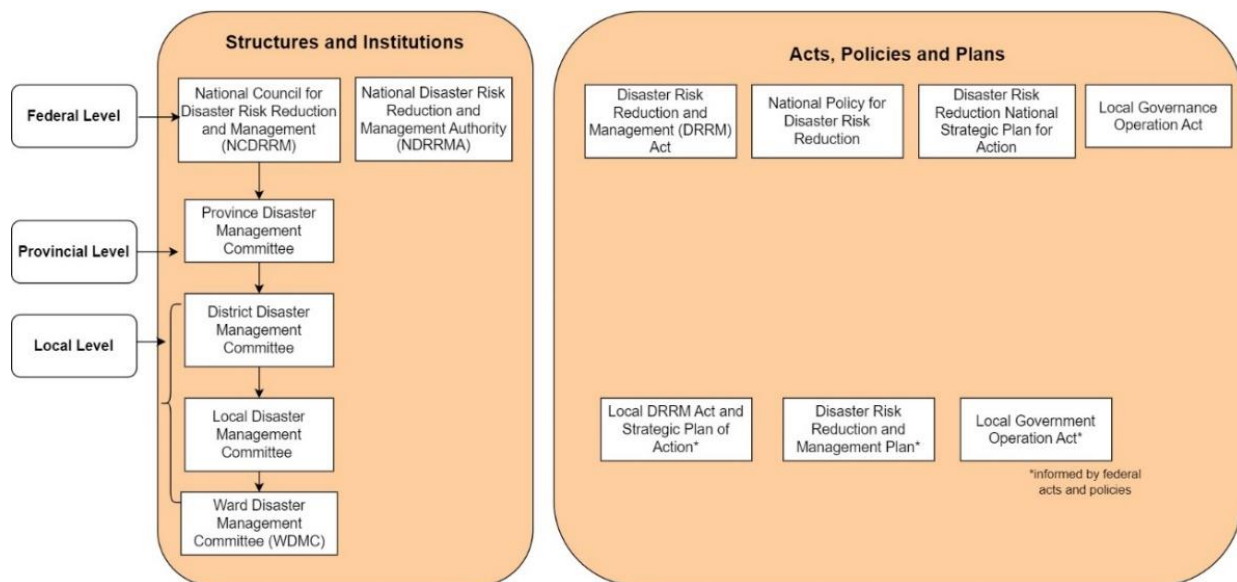 Structures and Institutions
Acts, Policies and Plans
Federal Level
National Council for
Disaster Risk Reduction
and Management
(NCDRRM)
National Disaster Risk
Reduction and
Management Authority
(NDRRMA)
Disaster Risk
Reduction and
Management (DRRM)
Act
National Policy for
Disaster Risk
Reduction
Disaster Risk
Reduction National
Strategic Plan for
Action
Local Governance
Operation Act
Provincial Level
Province Disaster
Management
Committee
Local Level
District Disaster
Management
Committee
Local Disaster
Management
Committee
Local DRRM Act and
Strategic Plan of
Action*
Disaster Risk
Reduction and
Management Plan*
Local Government
Operation Act*
*informed by federal
acts and policies
Ward Disaster
Management
Committee (WDMC)